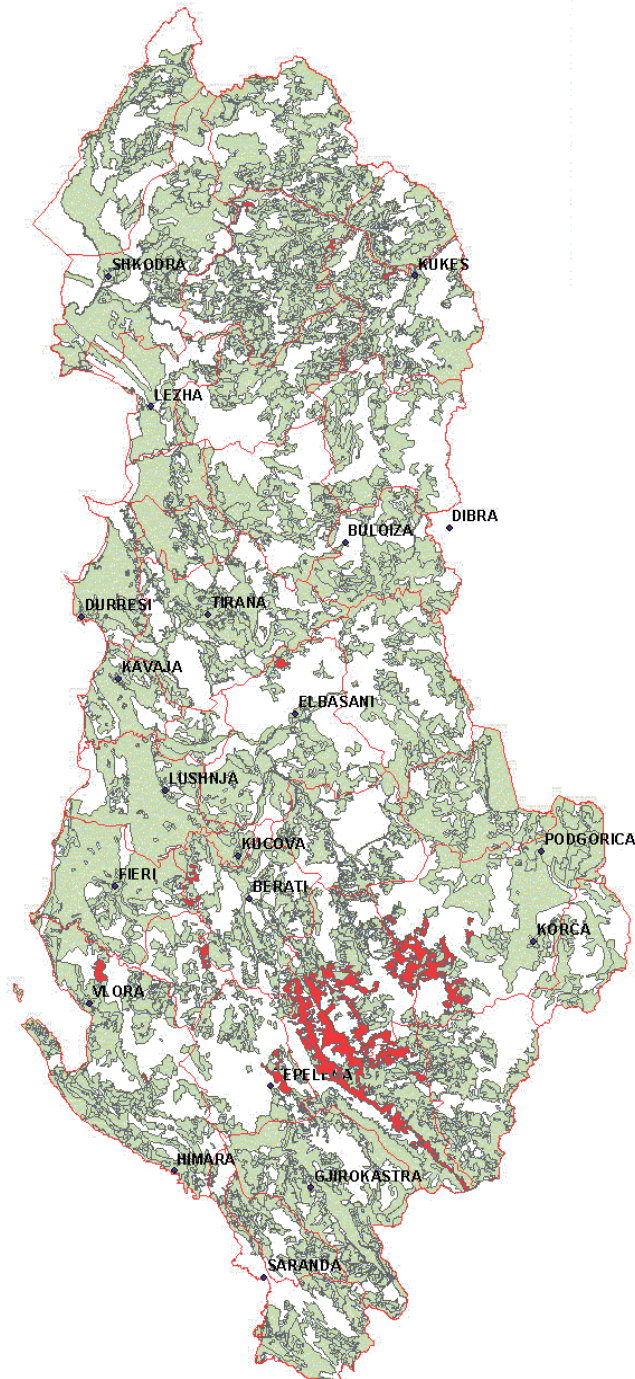 SHKODRA
KUKES
LEZHA
DIBRA
BULQIZA
DURRESI
TIRANA
KAVAJA
ELBASANI
LUSHNJA
KUCOVA
PODGORICA
FIERI
BERATI
KORCA
VLORA
EPELENA
HIMARA
GJIROKASTRA
SARANDA